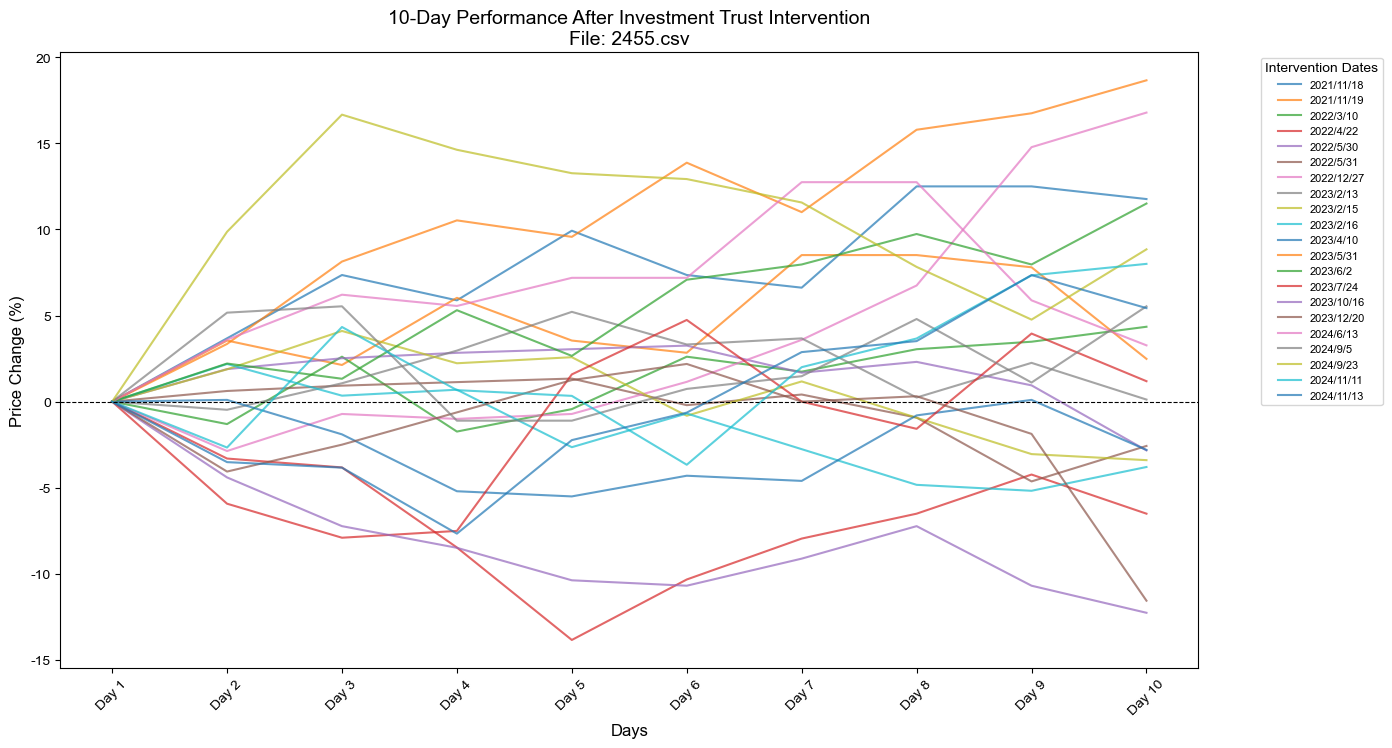 10-Day Performance After Investment Trust Intervention
File: 2455.csv
Price Change (%)
20
15
10
5
0
-5
-10
-15
Day 1
Day 2
Day 3
Day 4
Day 5
Day 6
Day 7
Day 8
Day 9
Day 10
Days
Intervention Dates
2021/11/18
2021/11/19
2022/3/10
2022/4/22
2022/5/30
2022/5/31
2022/12/27
2023/2/13
2023/2/15
2023/2/16
2023/4/10
2023/5/31
2023/6/2
2023/7/24
2023/10/16
2023/12/20
2024/6/13
2024/9/5
2024/9/23
2024/11/11
2024/11/13